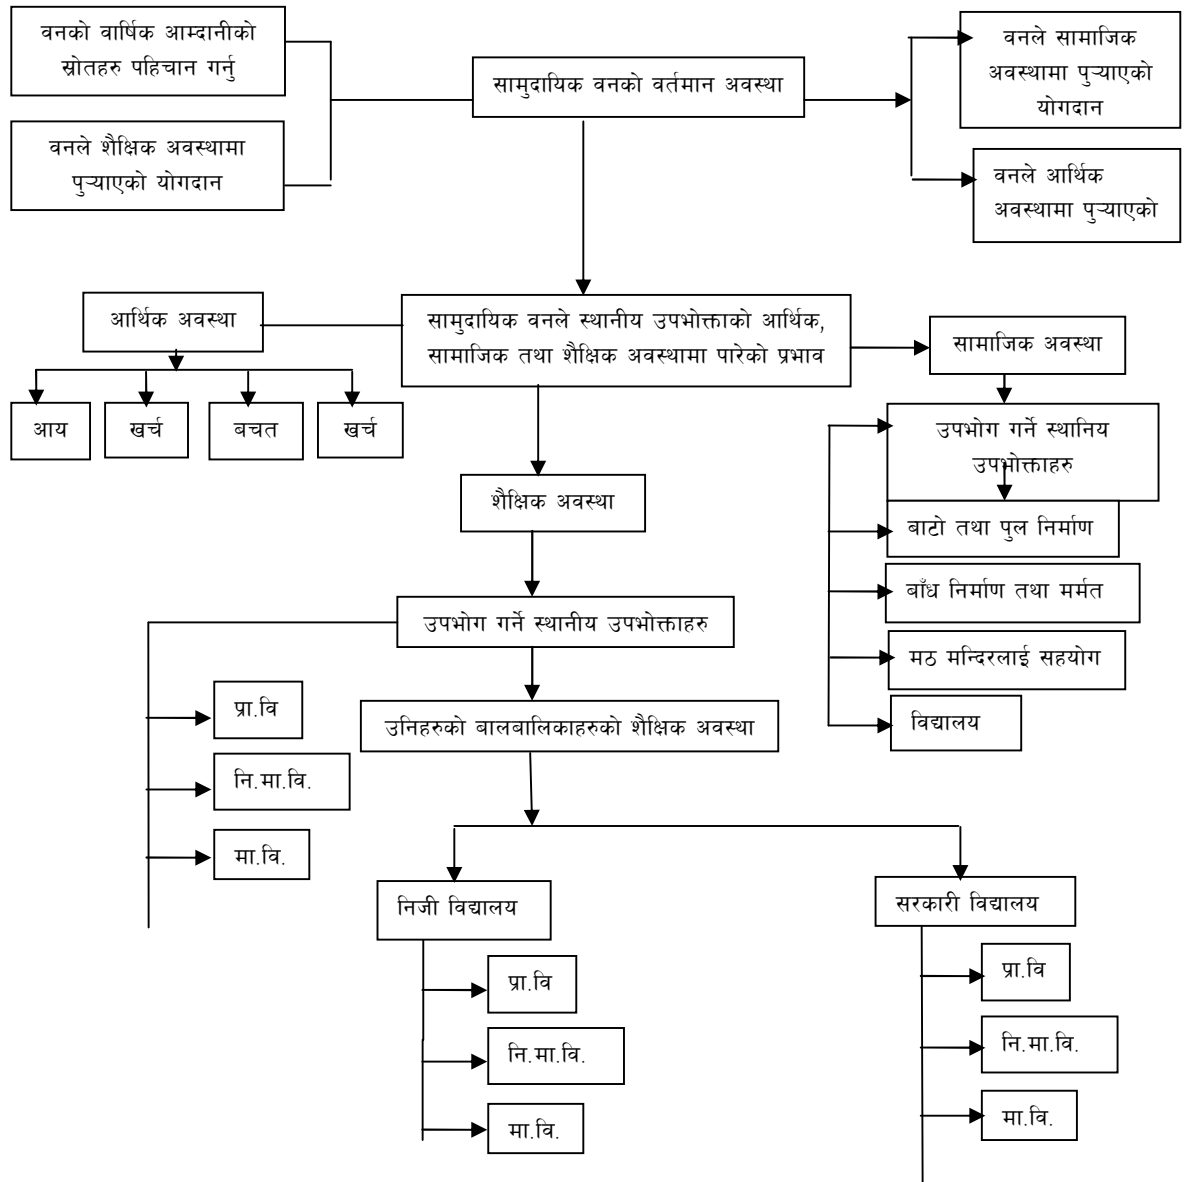 वनको वार्षिक आम्दानीको
स्रोतहरु पहिचान गर्नु
वनले शैक्षिक अवस्थामा
पुऱ्याएको योगदान
सामुदायिक वनको वर्तमान अवस्था
वनले सामाजिक
अवस्थामा पुऱ्याएको
योगदान
वनले आर्थिक
अवस्थामा पुऱ्याएको
आर्थिक अवस्था
सामुदायिक वनले स्थानीय उपभोक्ताको आर्थिक,
सामाजिक तथा शैक्षिक अवस्थामा पारेको प्रभाव
सामाजिक अवस्था
आय
खर्च
बचत
खर्च
उपभोग गर्ने स्थानिय
उपभोक्ताहरु
बाटो तथा पुल निर्माण
बाँध निर्माण तथा मर्मत
मठ मन्दिरलाई सहयोग
विद्यालय
शैक्षिक अवस्था
उपभोग गर्ने स्थानीय उपभोक्ताहरु
प्रा.वि
नि.मा.वि.
मा.वि.
उनिहरुको बालबालिकाहरुको शैक्षिक अवस्था
निजी विद्यालय
प्रा.वि
नि.मा.वि.
मा.वि.
सरकारी विद्यालय
प्रा.वि
नि.मा.वि.
मा.वि.